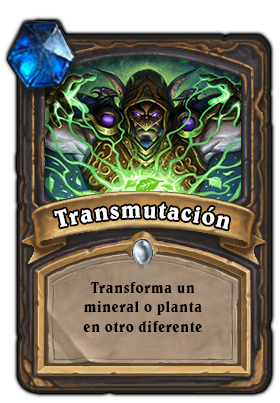 Transmutación
Transforma un
mineral o planta
en otro diferente